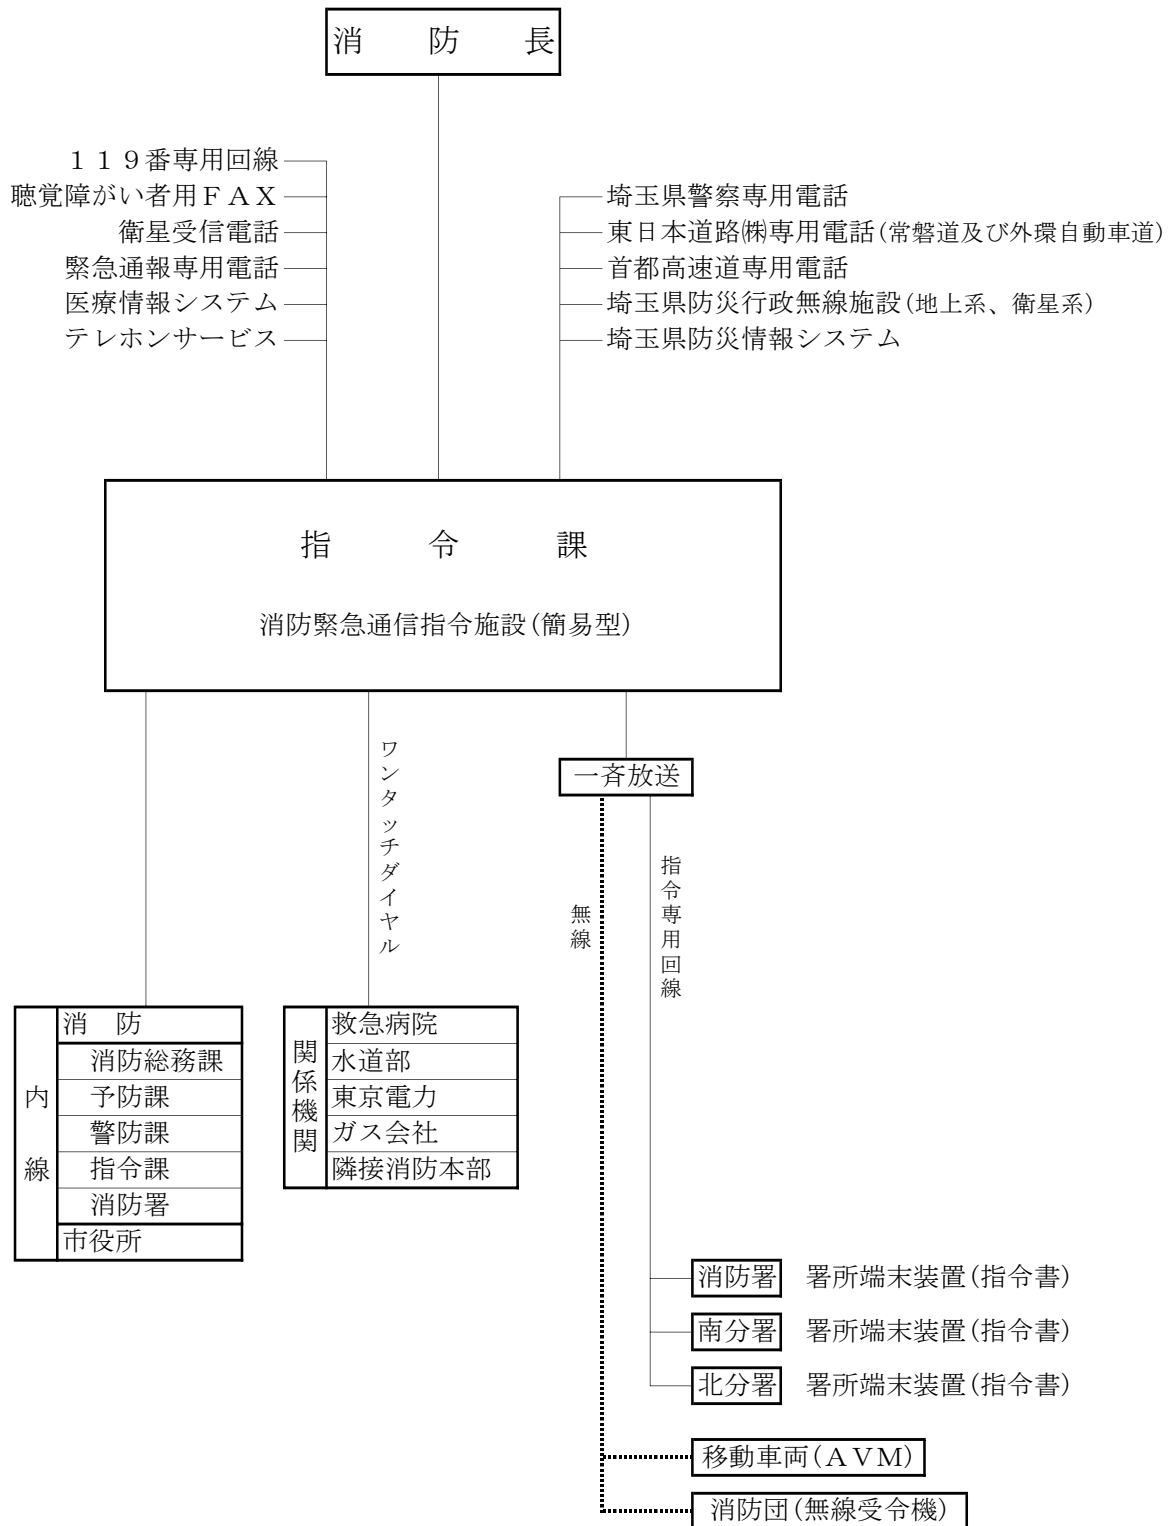 消防長
１１９番専用回線
聴覚障がい者用ＦＡＸ
衛星受信電話
緊急通報専用電話
医療情報システム
テレホンサービス
埼玉県警察専用電話
東日本道路㈱専用電話(常磐道及び外環自動車道)
首都高速道専用電話
埼玉県防災行政無線施設(地上系、衛星系)
埼玉県防災情報システム
指令課
消防緊急通信指令施設(簡易型)
ワンタッチダイヤル
一斉放送
無線
指令専用回線
内線
消　防
消防総務課
予防課
警防課
指令課
消防署
市役所
関係機関
救急病院
水道部
東京電力
ガス会社
隣接消防本部
消防署　署所端末装置(指令書)
南分署　署所端末装置(指令書)
北分署　署所端末装置(指令書)
移動車両(ＡＶＭ)
消防団(無線受令機)